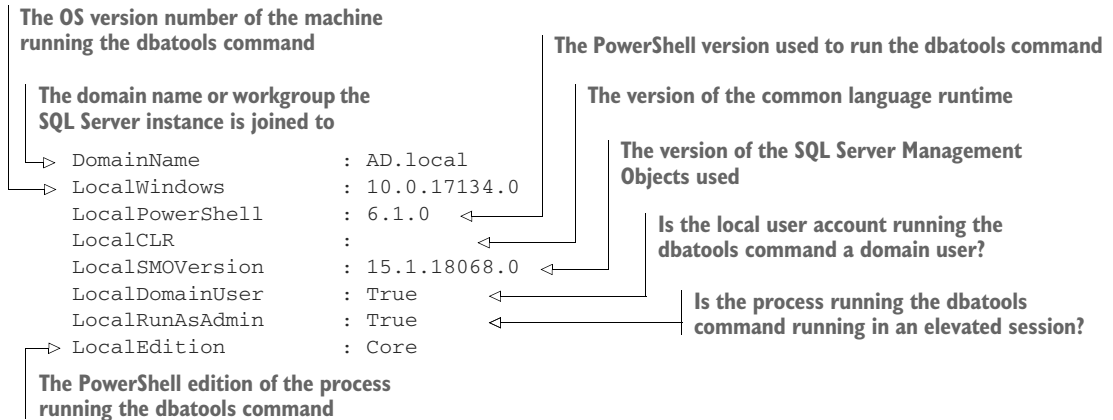 The OS version number of the machine
running the dbatools command
The PowerShell version used to run the dbatools command
The domain name or workgroup the
SQL Server instance is joined to
The version of the common language runtime
The version of the SQL Server Management
Objects used
DomainName : AD.local
LocalWindows : 10.0.17134.0
LocalPowerShell : 6.1.0
LocalCLR :
LocalSMOVersion : 15.1.18068.0
LocalDomainUser : True
LocalRunAsAdmin : True
LocalEdition : Core
Is the local user account running the
dbatools command a domain user?
Is the process running the dbatools
command running in an elevated session?
The PowerShell edition of the process
running the dbatools command